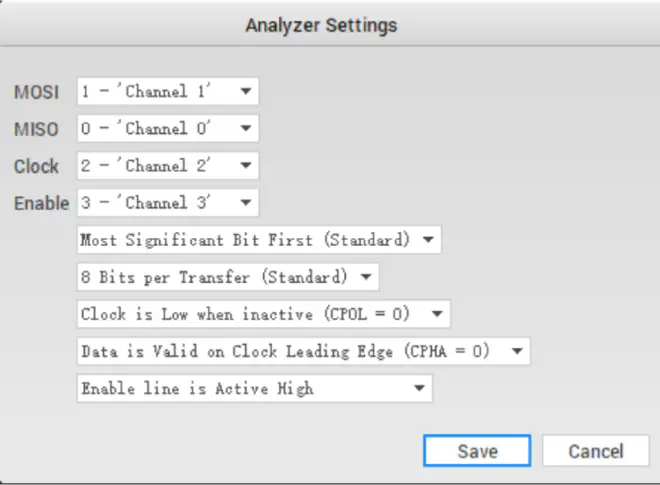 Analyzer Settings
MOSI 1 - 'Channel 1'
MISO 0 - 'Channel 0'
Clock 2 - 'Channel 2'
Enable 3 - 'Channel 3'
Most Significant Bit First (Standard)
8 Bits per Transfer (Standard)
Clock is Low when inactive (CPOL = 0)
Data is Valid on Clock Leading Edge (CPHA = 0)
Enable line is Active High
Save Cancel